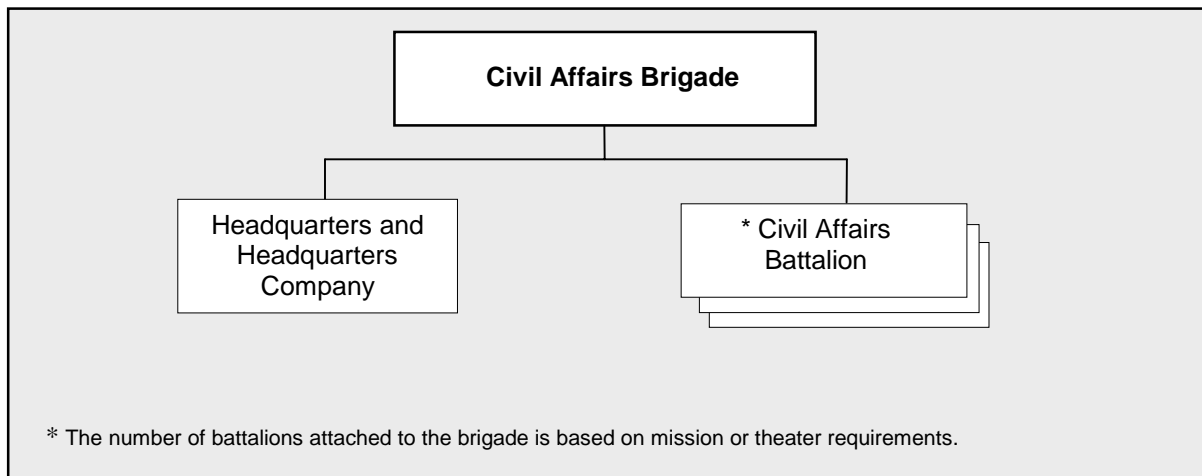 Civil Affairs Brigade
Headquarters and
Headquarters
Company
* Civil Affairs
Battalion
* The number of battalions attached to the brigade is based on mission or theater requirements.